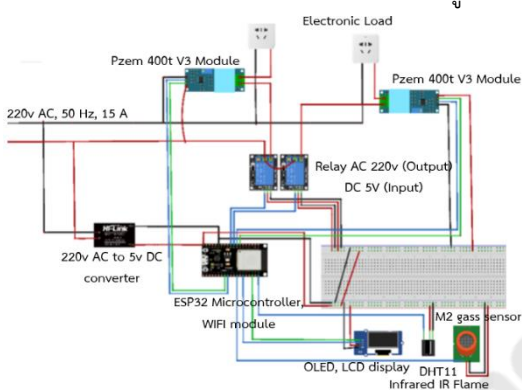 Electronic Load
Pzem 400t V3 Module
Pzem 400t V3 Module
220v AC, 50 Hz, 15 A
Relay AC 220v (Output)
DC 5V (Input)
HFLink
220v AC to 5v DC
converter
ESP32 Microcontroller,
WIFI module
M2 gass sensor
OLED, LCD display
DHT11
Infrared IR Flame